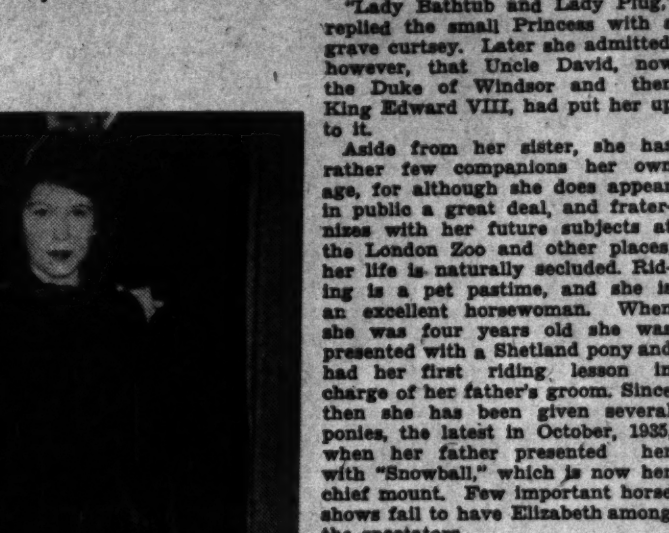 "Lady Bathtub and Lady Plug,"
replied the small Princess with
grave curtsey. Later she admitted
however, that Uncle David, now
the Duke of Windsor and then
King Edward VIII, had put her up
to it.
Aside from her sister, she has
rather few companions her own
age, for although she does appear
in public a great deal, and frater-
nizes with her future subjects at
the London Zoo and other places
her life is naturally secluded. Rid-
ing is a pet pastime, and she is
an excellent horsewoman. When
she was four years old she was
presented with a Shetland pony and
had her first riding lesson in
charge of her father's groom. Since
then she has been given several
ponies, the latest in October, 1935
when her father presented her
with "Snowball," which is now her
chief mount. Few important horse
shows fail to have Elizabeth among
the spectators